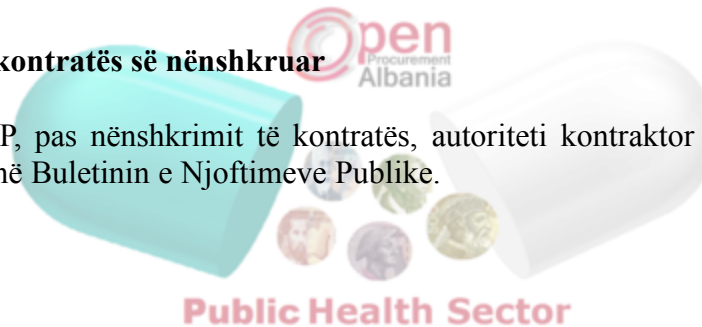 Open
Procurement
Albania
kontratës së nënshkruar
P, pas nënshkrimit të kontratës, autoriteti kontraktor
në Buletinin e Njoftimeve Publike.
Public Health Sector